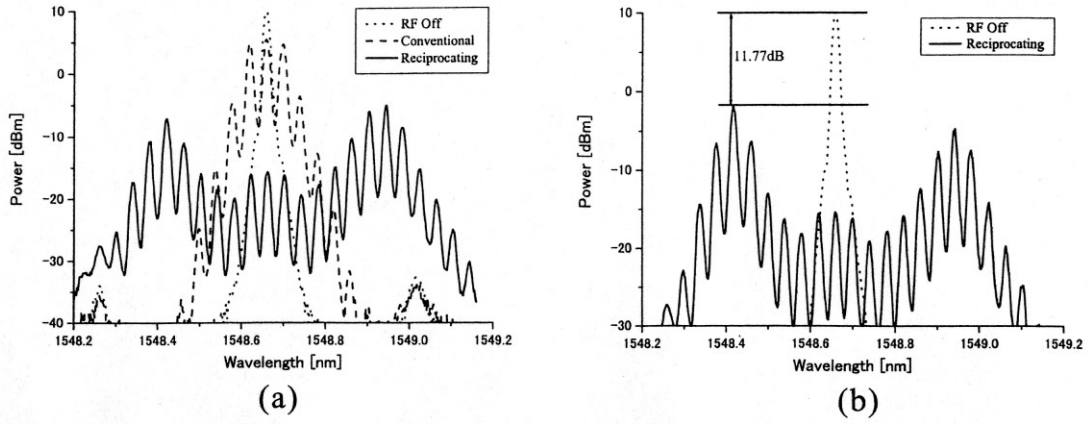 10
0
-10
-20
-30
-40
Power [dBm]
RF Off
Conventional
Reciprocating
1548.2
1548.4
1548.6
1548.8
1549.0
1549.2
Wavelength [nm]
(a)
10
0
-10
-20
-30
Power [dBm]
11.77dB
RF Off
Reciprocating
1548.2
1548.4
1548.6
1548.8
1549.0
1549.2
Wavelength [nm]
(b)